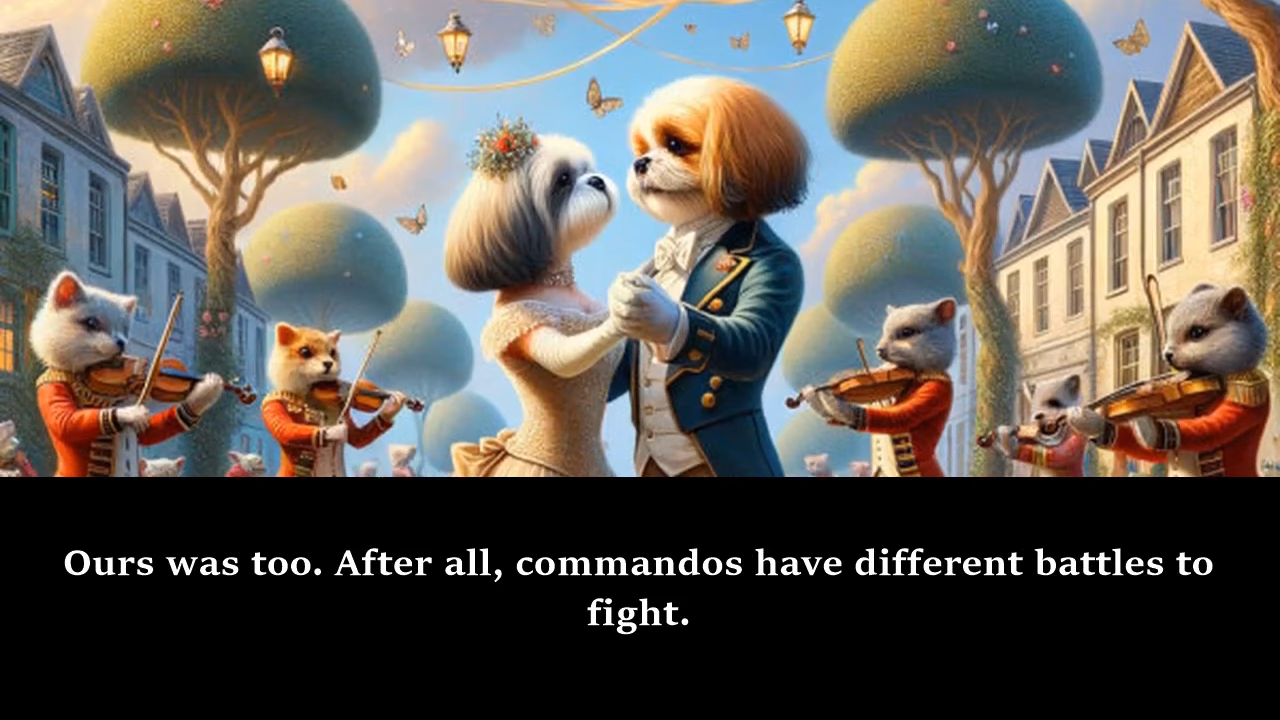 Ours was too. After all, commandos have different battles to
fight.